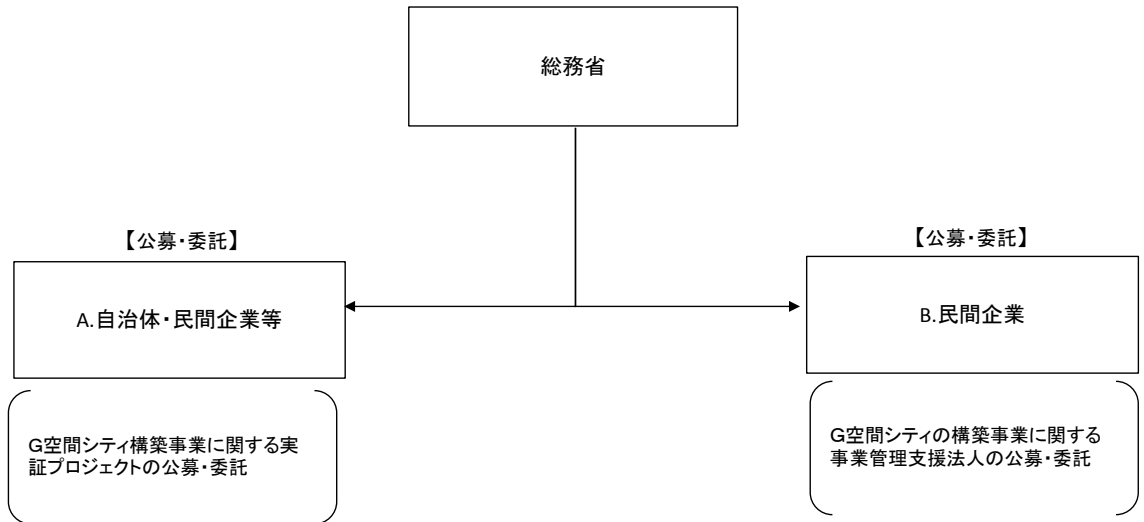 総務省
【公募・委託】
A.自治体・民間企業等
G空間シティ構築事業に関する実
証プロジェクトの公募・委託
【公募・委託】
B.民間企業
G空間シティの構築事業に関する
事業管理支援法人の公募・委託